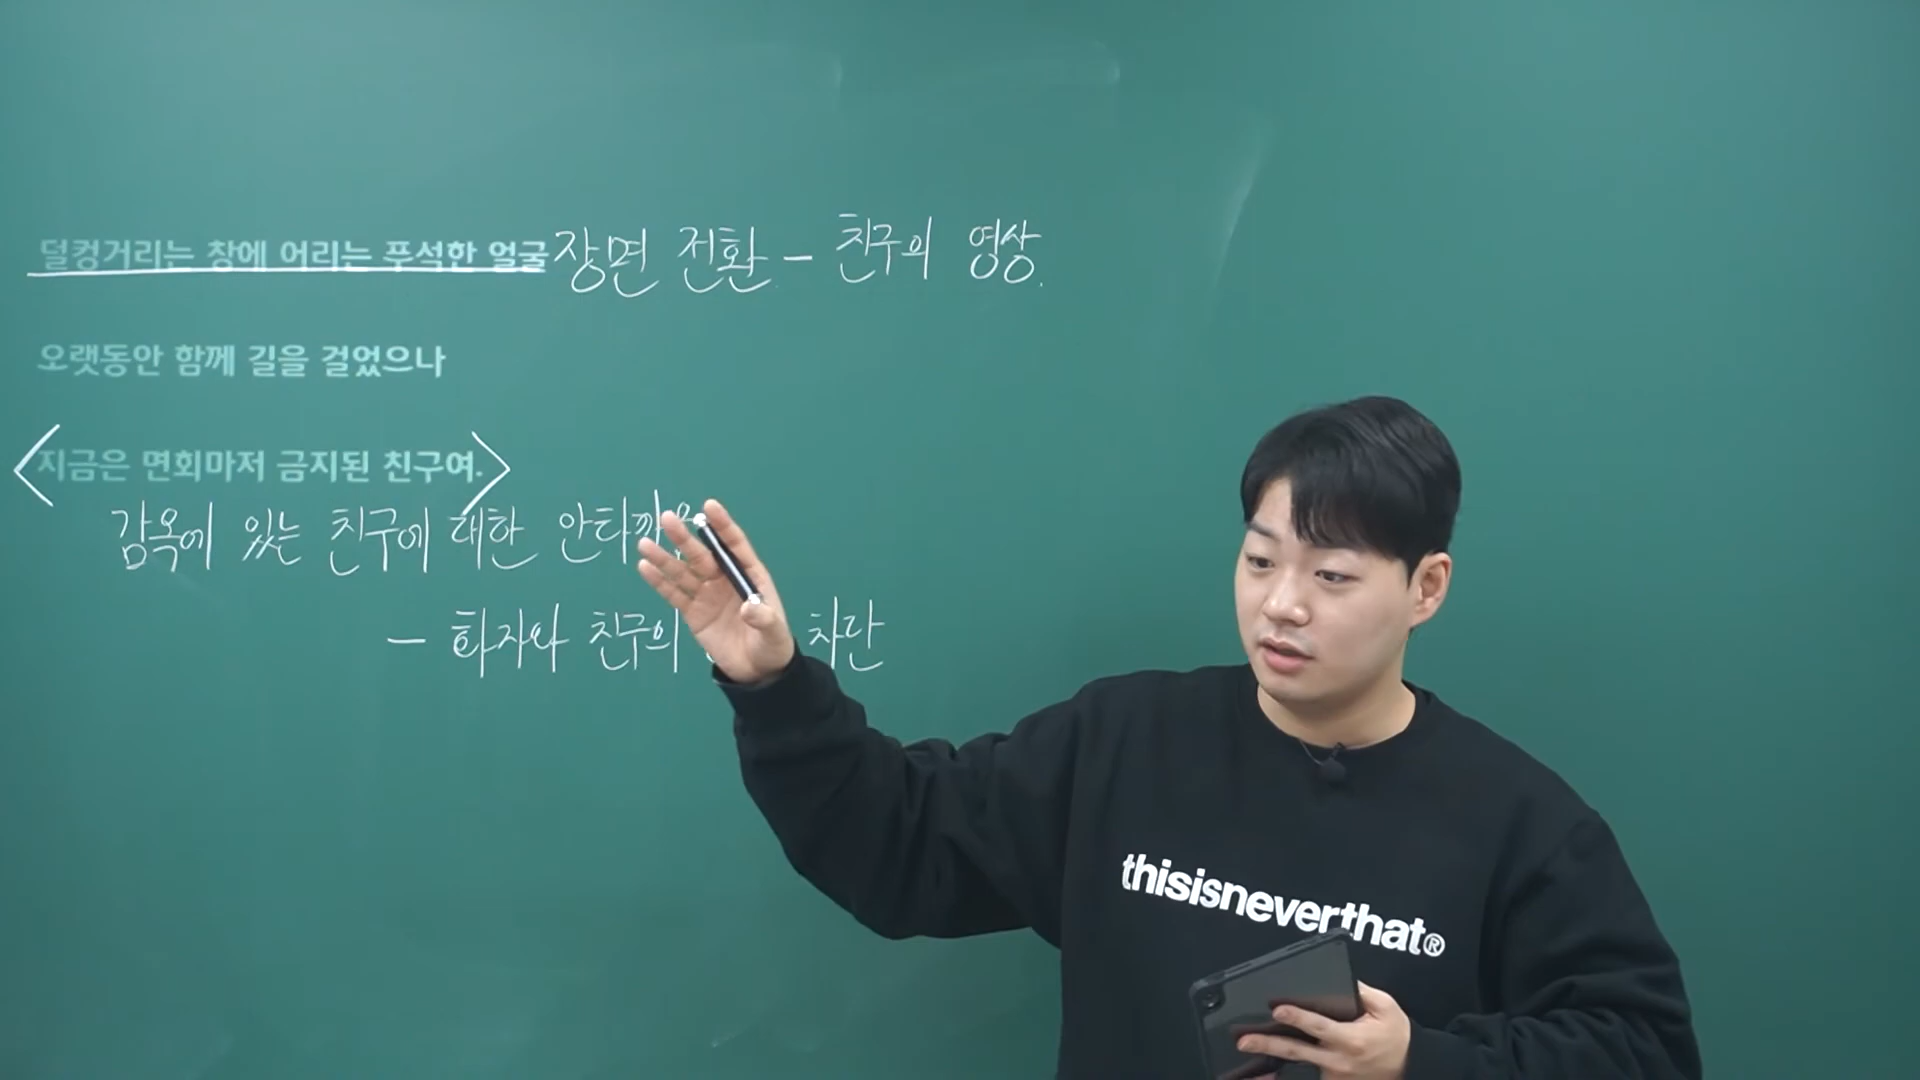 덜컹거리는 창에 어리는 푸석한 얼굴 장면 전환 - 친구의 영상.
오랫동안 함께 길을 걸었으나
<지금은 면회마저 금지된 친구여.>
감옥에 있는 친구에 대한
- 화자와 친구의 차단
thisisneverthat®